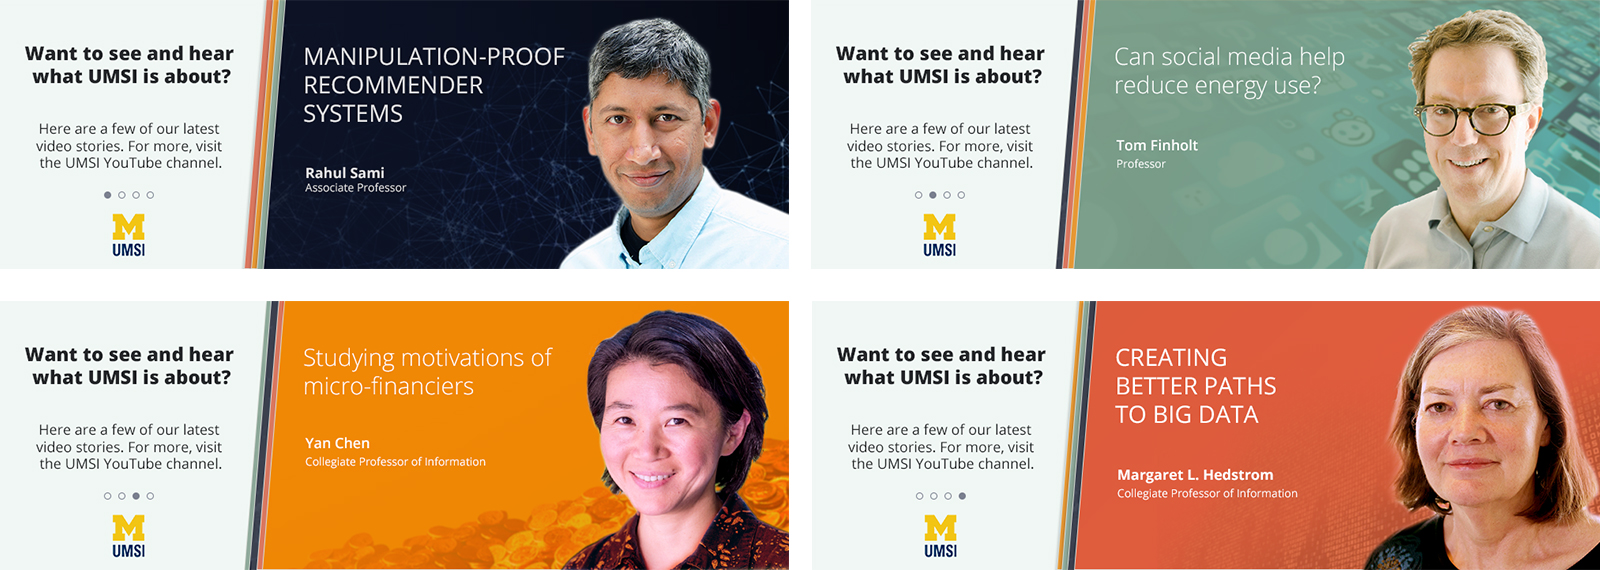 Want to see and hear
what UMSI is about?
Here are a few of our latest
video stories. For more, visit
the UMSI YouTube channel.
M
UMSI
MANIPULATION-PROOF
RECOMMENDER
SYSTEMS
Rahul Sami
Associate Professor
Want to see and hear
what UMSI is about?
Here are a few of our latest
video stories. For more, visit
the UMSI YouTube channel.
M
UMSI
Can social media help
reduce energy use?
Tom Finholt
Professor
Want to see and hear
what UMSI is about?
Here are a few of our latest
video stories. For more, visit
the UMSI YouTube channel.
M
UMSI
Studying motivations of
micro-financiers
Yan Chen
Collegiate Professor of Information
Want to see and hear
what UMSI is about?
Here are a few of our latest
video stories. For more, visit
the UMSI YouTube channel.
M
UMSI
CREATING
BETTER PATHS
TO BIG DATA
Margaret L. Hedstrom
Collegiate Professor of Information